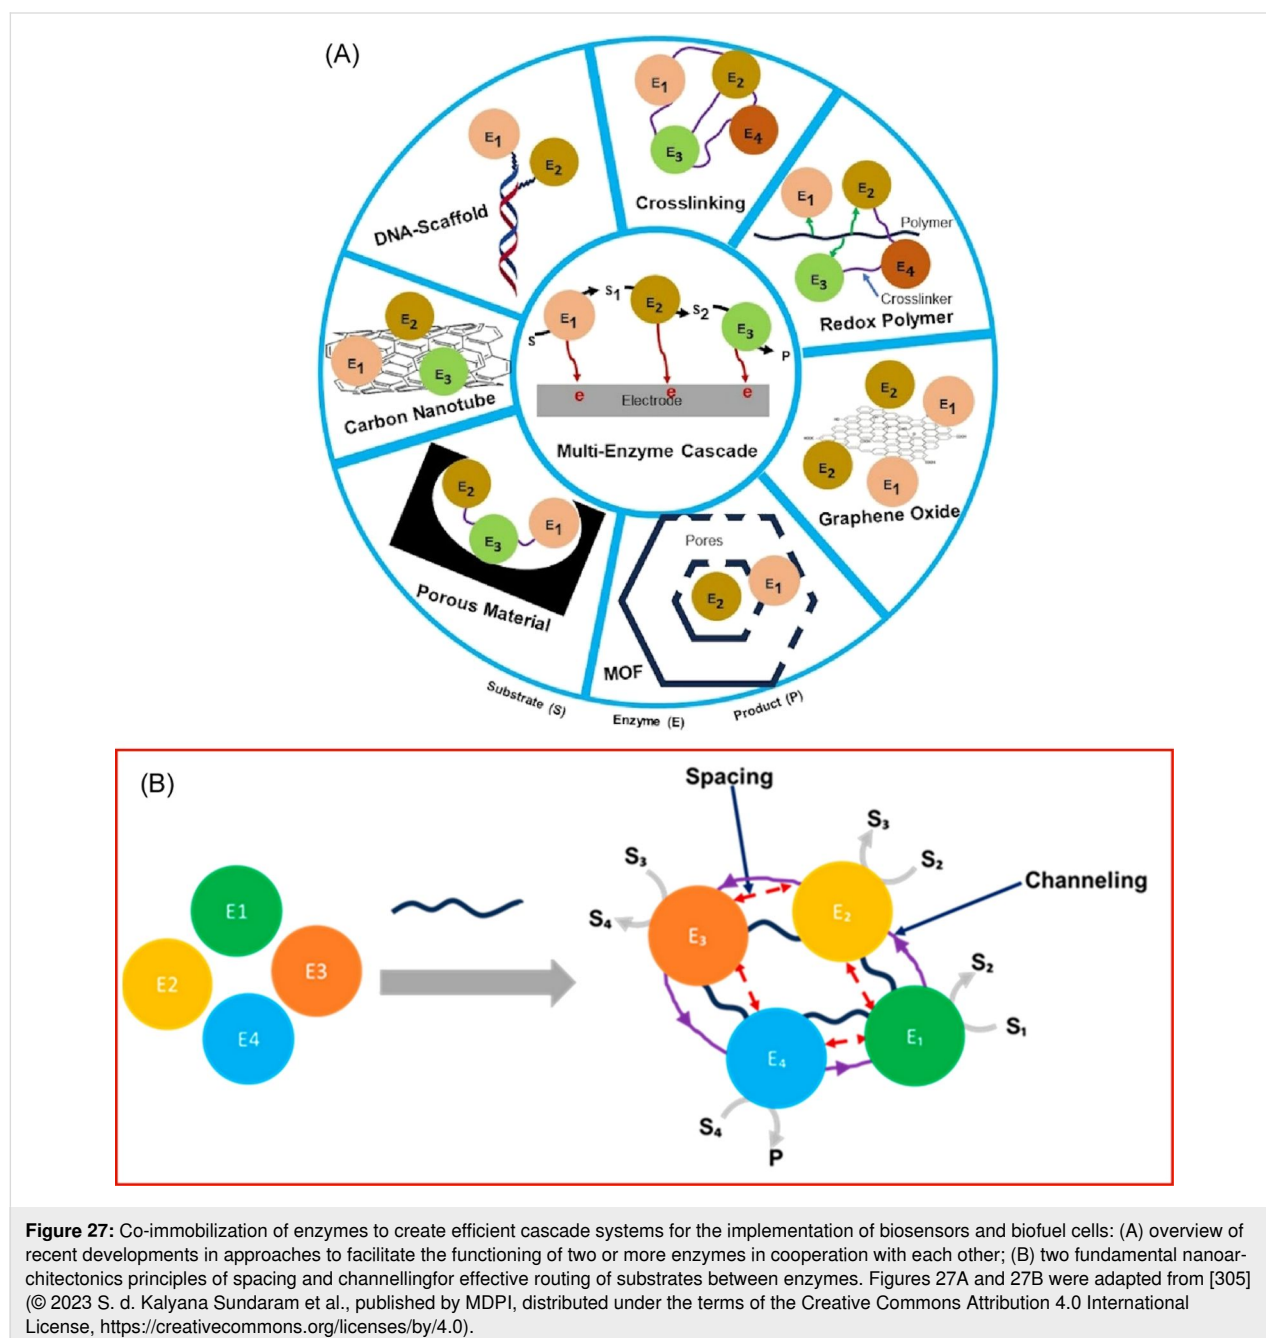 (A)
E1
E2
E3
E4
Crosslinking
E1
E2
DNA-Scaffold
E1
E2
Polymer
E3
E4
Crosslinker
Redox Polymer
E2
E1
E3
Carbon Nanotube
S
E1
S1
E2
S2
E3
P
e
e
e
Electrode
Multi-Enzyme Cascade
E2
E1
E2
E1
Graphene Oxide
E2
E3
E1
Porous Material
Pores
E2
E1
MOF
Substrate (S)
Enzyme (E)
Product (P)
(B)
Spacing
S₃
S₃
S₂
Channeling
E1
E2
E3
E4
S₄
E₃
E₂
S₂
S₁
E₄
E₁
S₄
P
Figure 27: Co-immobilization of enzymes to create efficient cascade systems for the implementation of biosensors and biofuel cells: (A) overview of
recent developments in approaches to facilitate the functioning of two or more enzymes in cooperation with each other; (B) two fundamental nanoar-
chitectonics principles of spacing and channellingfor effective routing of substrates between enzymes. Figures 27A and 27B were adapted from [305]
(© 2023 S. d. Kalyana Sundaram et al., published by MDPI, distributed under the terms of the Creative Commons Attribution 4.0 International
License, https://creativecommons.org/licenses/by/4.0).